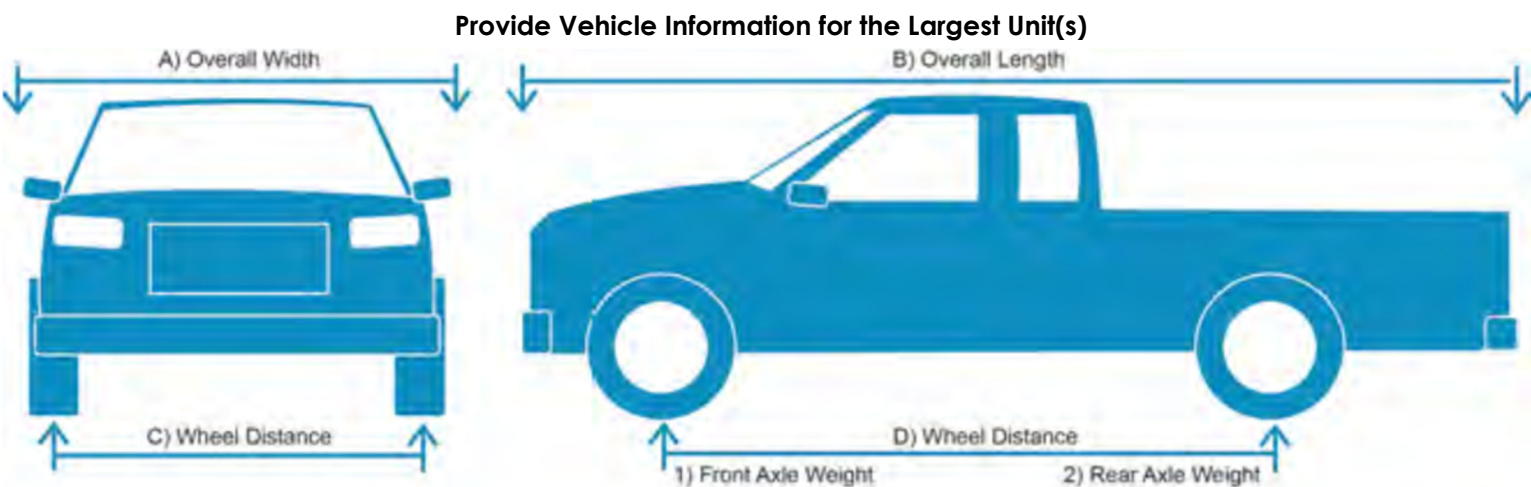 Provide Vehicle Information for the Largest Unit(s)
A) Overall Width
B) Overall Length
C) Wheel Distance
D) Wheel Distance
1) Front Axle Weight
2) Rear Axle Weight